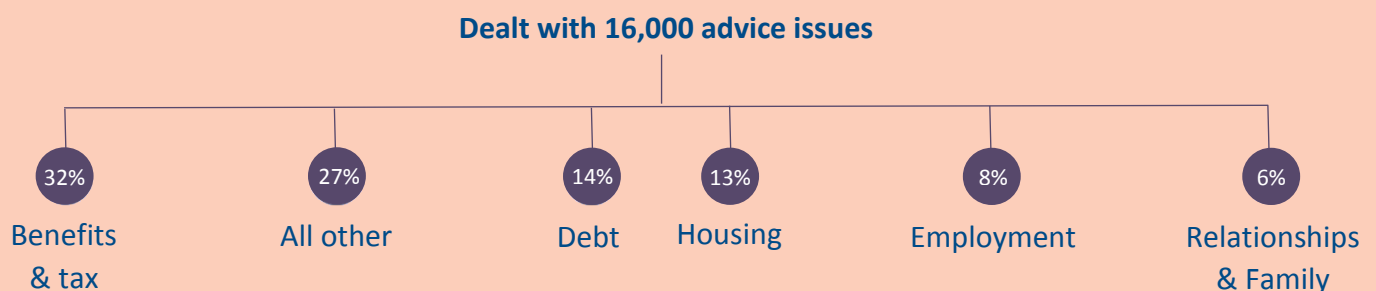 Dealt with 16,000 advice issues
32%
27%
14%
13%
8%
6%
Benefits
& tax
All other
Debt
Housing
Employment
Relationships
& Family